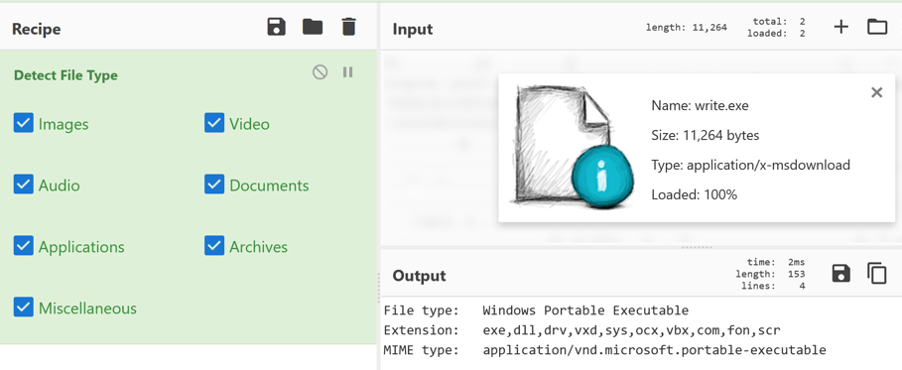 Recipe
Detect File Type
Images
Video
Audio
Documents
Applications
Archives
Miscellaneous
Input
length: 11,264
total: 2
loaded: 2
Name: write.exe
Size: 11,264 bytes
Type: application/x-msdownload
Loaded: 100%
Output
time: 2ms
length: 153
lines: 4
File type: Windows Portable Executable
Extension: exe,dll,drv,vxd,sys,ocx,vbx,com,fon,scr
MIME type: application/vnd.microsoft.portable-executable